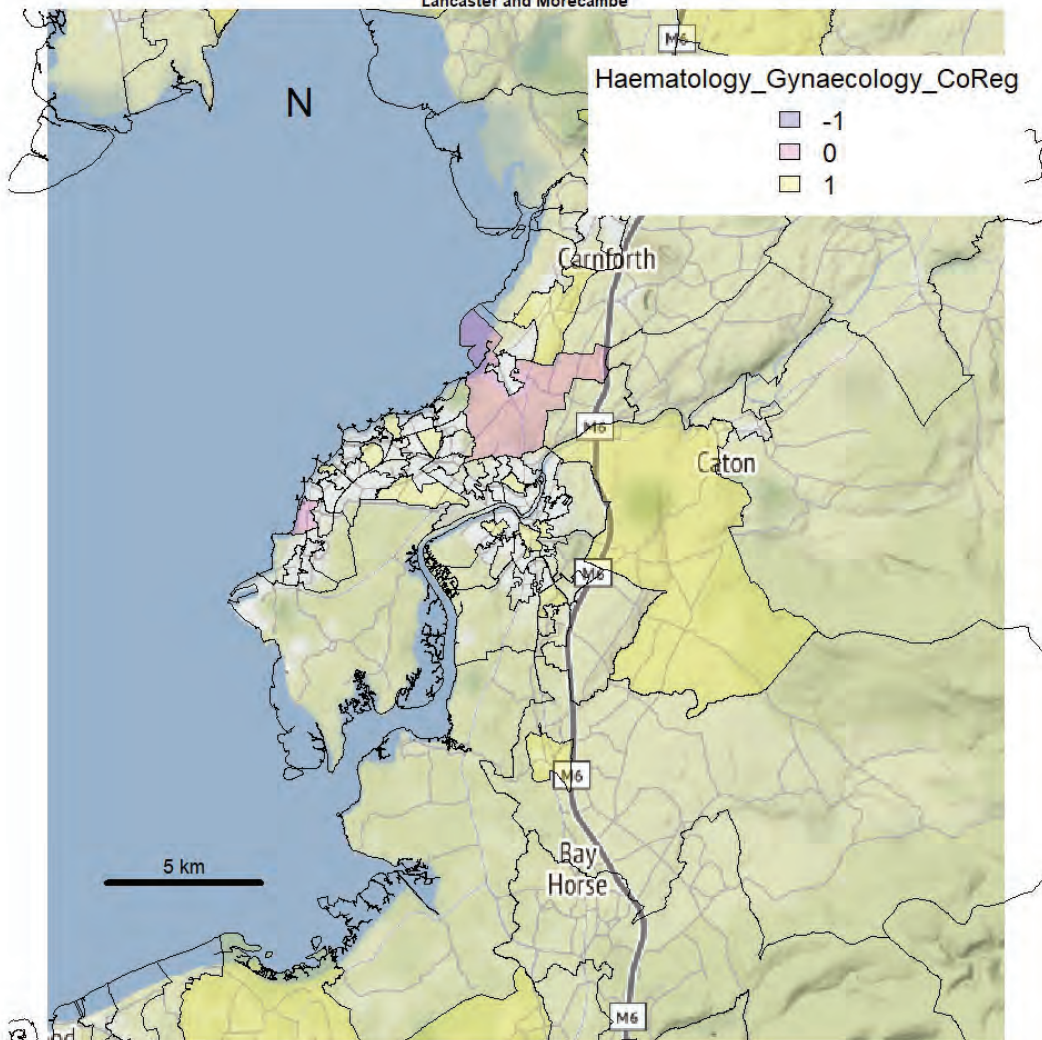 Lancaster and Morecambe
M6
N
Haematology_Gynaecology_CoReg
-1
0
1
Carnforth
M6
Caton
M6
M6
5 km
Bay
Horse
M6